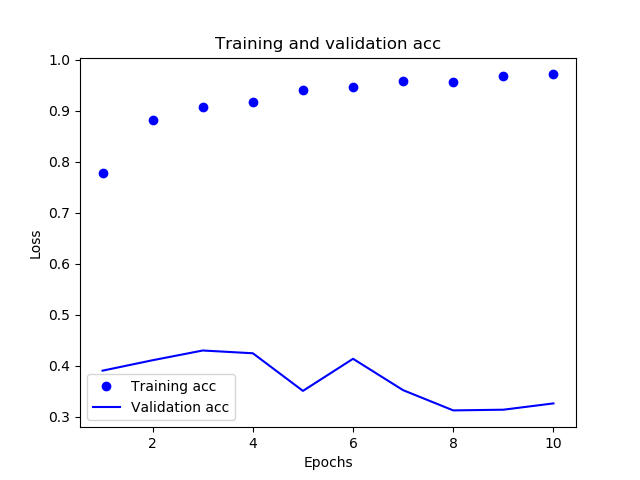 Training and validation acc
1.0
0.9
0.8
0.7
0.6
0.5
0.4
0.3
Loss
Training acc
Validation acc
2 4 6 8 10
Epochs